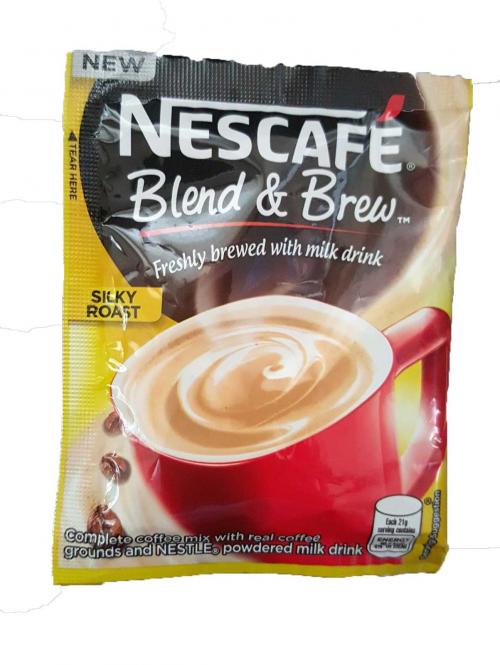 NEW
NESCAFÉ®
Blend & Brew™
Freshly brewed with milk drink
◄ TEAR HERE
SILKY
ROAST
Each 21g
serving contains
ENERGY
Complete coffee mix with real coffee
grounds and NESTLÉ® powdered milk drink